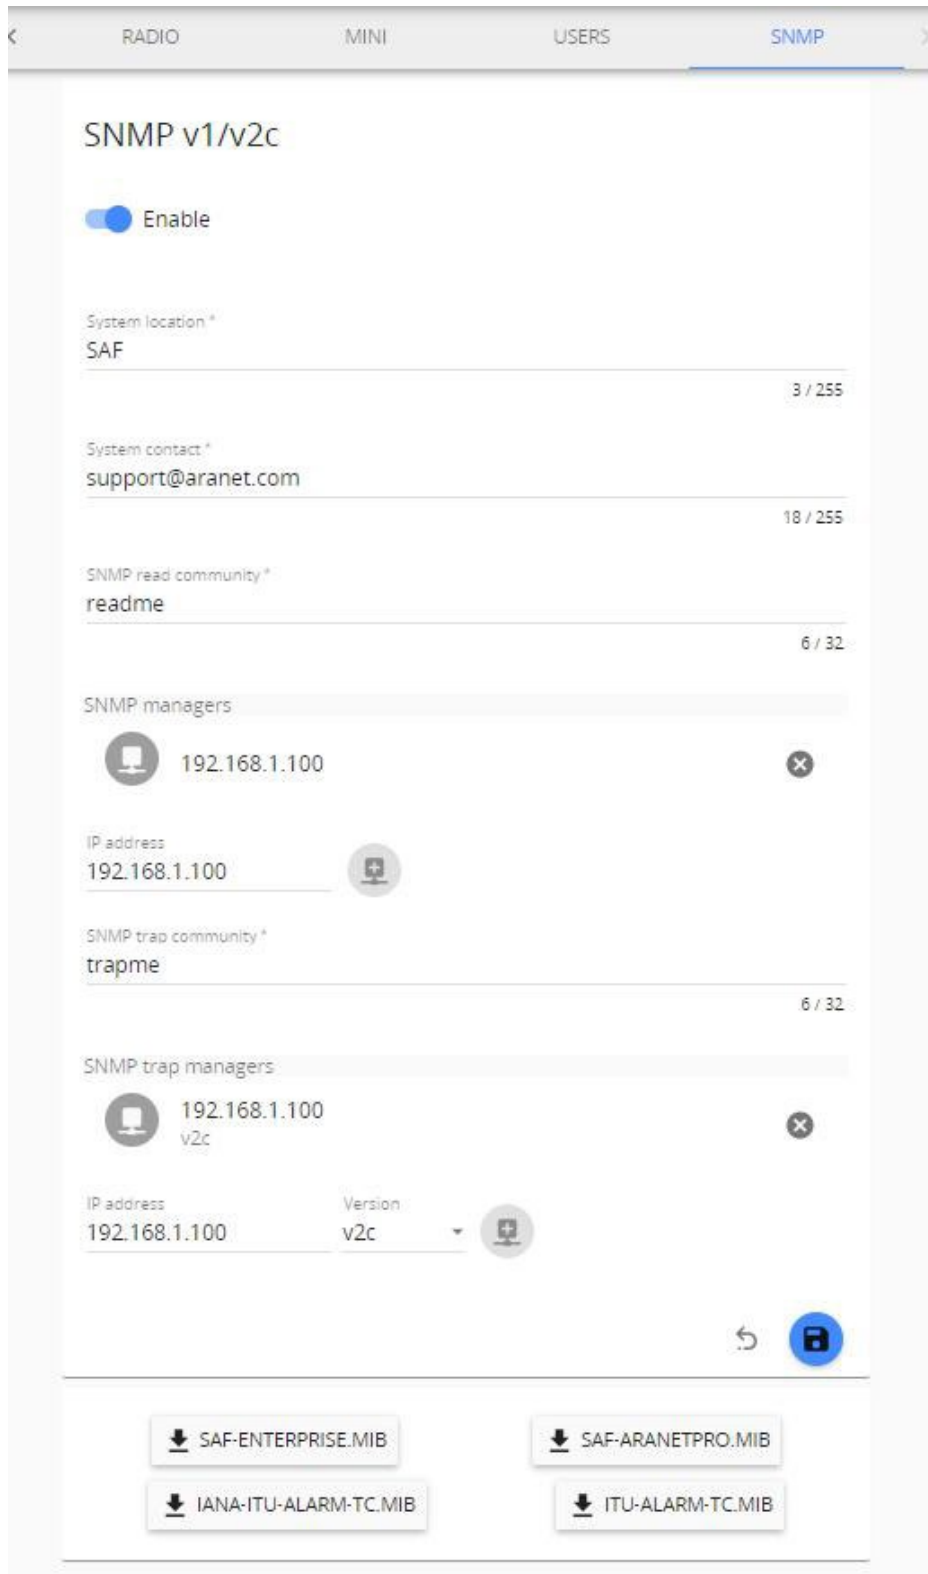 RADIO MINI USERS SNMP
SNMP v1/v2c
Enable
System location *
SAF
3 / 255
System contact *
support@aranet.com
18 / 255
SNMP read community *
readme
6 / 32
SNMP managers
192.168.1.100
IP address
192.168.1.100
SNMP trap community *
trapme
6 / 32
SNMP trap managers
192.168.1.100
v2c
IP address Version
192.168.1.100 v2c
SAF-ENTERPRISE.MIB SAF-ARANETPRO.MIB
IANA-ITU-ALARM-TC.MIB ITU-ALARM-TC.MIB